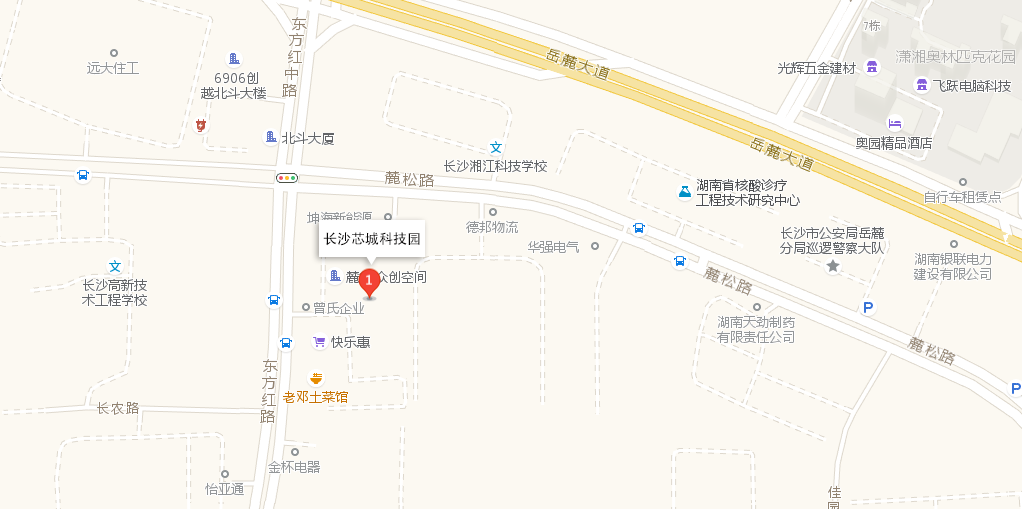 东方红中路
7栋
潇湘奥林匹克花园
岳麓大道
远大住工
6906创
越北斗大楼
光辉五金建材
飞跃电脑科技
北斗大厦
奥园精品酒店
岳麓大道
长沙湘江科技学校
麓松路
湖南省核酸诊疗
工程技术研究中心
自行车租赁点
坤海新能源
德邦物流
长沙芯城科技园
华强电气
长沙市公安局岳麓
分局巡逻警察大队
湖南银联电力
建设有限公司
长沙高新技
术工程学校
麓
众创空间
1
麓松路
P
曾氏企业
湖南天劲制药
有限责任公司
快乐惠
麓松路
东方红路
老邓土菜馆
P
长农路
金杯电器
怡亚通
佳园